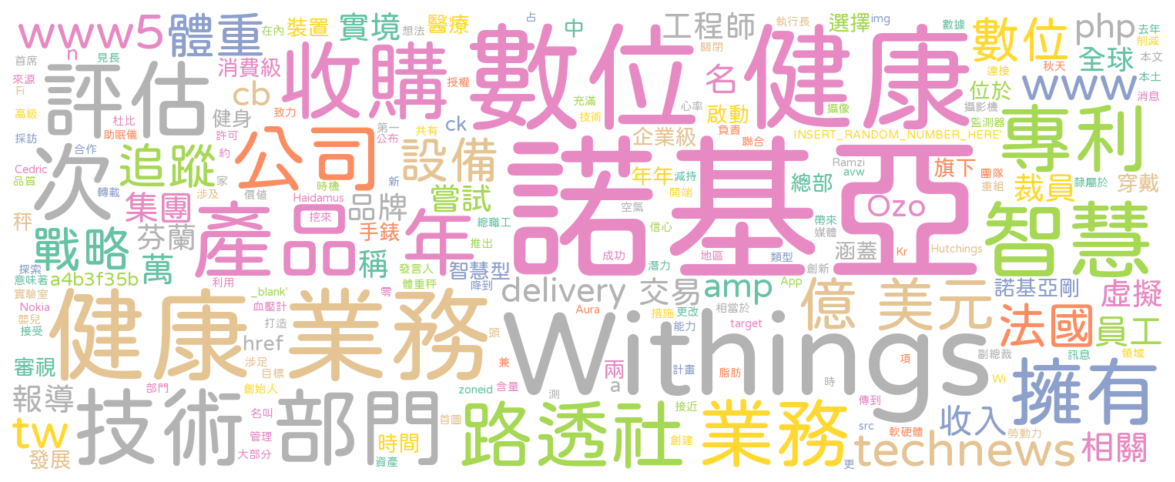 www5 體重 在內 裝置 實境 醫療 占 想法 中 執行長 img 工程師 選擇 數據 去年 php
n 見長 首席 消費級 收購 數位 健康 關閉 名 數位 削減 全球 本文
來源 Fi 評估 cb 授權 充滿 心率 啟動 位於 連接 秋天 www 本土
高級 杜比 致力 健身 ck 技術 企業級 負責 攝像 攝影機 監測器 消息
採訪 助眠儀 許可 第一 公布 共有 聯合 INSERT_RANDOM_NUMBER_HERE' 專利
合作 追蹤 約 公司 設備 年年 減持 Ramzi avw 旗下 團隊 重組 隸屬於
Cedric 品質 次 轉載 涉及 家 價值 時機 新 嘗試 開端 總部 裁員 穿戴
集團 Haidamus 品牌 諾基亞 Ozo 智慧
秤 芬蘭 挖來 手錶 總職工 空氣 信心 帶來 媒體 涵蓋
戰略 萬 產品 年 推出 成功 地區 類型 Kr Hutchings
探索 意味著 a4b3f35b 稱 發言人 智慧型 潛力 創新
實驗室 _blank' 利用 體重秤 降到 delivery 交易 amp App 諾基亞剛 虛擬
Nokia 血壓計 零 億 美元
嬰兒 接受 健康 業務 打造 Aura 措施 更改 相當於 法國 員工
href 頭 Withings 能力 target
審視 涉足 目標 兼 兩 計畫 項 副總裁 訊息 領域
部門 創始人 zoneid 含量 a 脂肪 時 Wi 擁有
報導 技術 部門 首圖 測 接近 傳到 收入
tw 名叫 時間 路透社 創建 業務 src 軟硬體 勞動力 相關
發展 管理 大部分 資產 更 technews